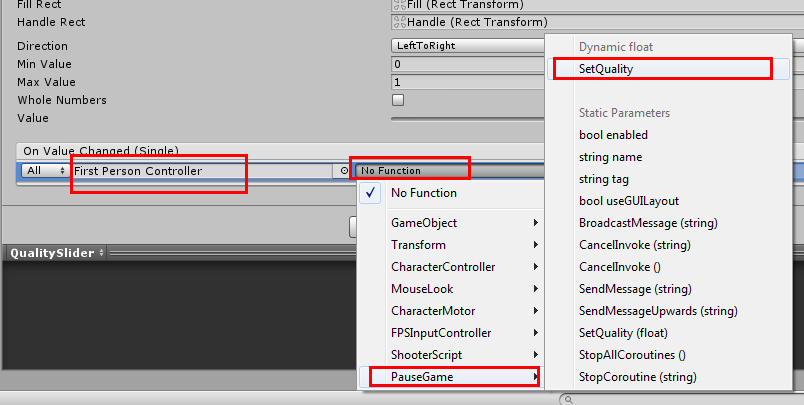 Fill Rect
Fill (Rect Transform)
Handle Rect
Handle (Rect Transform)
Direction
LeftToRight
Min Value
0
Max Value
1
Whole Numbers
Value
On Value Changed (Single)
All
First Person Controller
No Function
No Function
GameObject
Transform
CharacterController
MouseLook
CharacterMotor
FPSInputController
ShooterScript
PauseGame
Dynamic float
SetQuality
Static Parameters
bool enabled
string name
string tag
bool useGUILayout
BroadcastMessage (string)
CancelInvoke (string)
CancelInvoke ()
SendMessage (string)
SendMessageUpwards (string)
SetQuality (float)
StopAllCoroutines ()
StopCoroutine (string)
QualitySlider